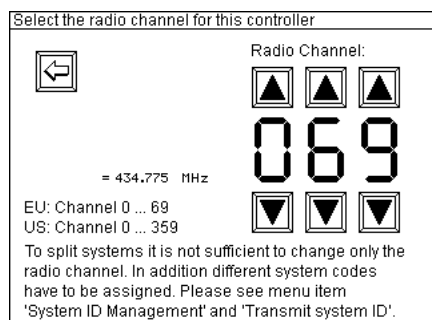 Select the radio channel for this controller
Radio Channel:
069
= 434.775 MHz
EU: Channel 0 ... 69
US: Channel 0 ... 359
To split systems it is not sufficient to change only the
radio channel. In addition different system codes
have to be assigned. Please see menu item
'System ID Management' and 'Transmit system ID'.